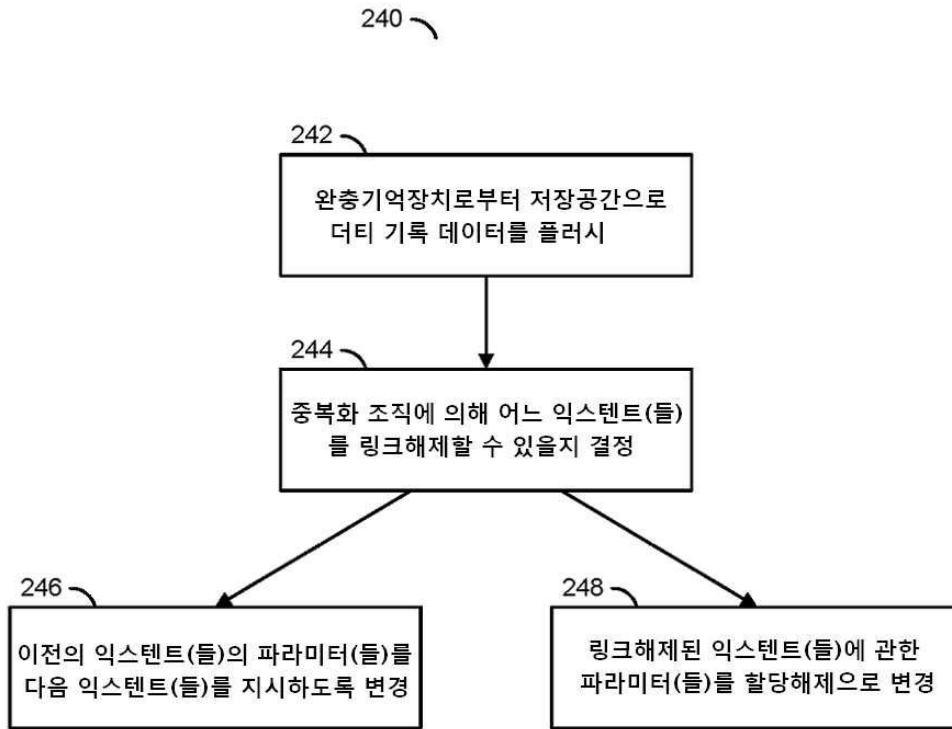 240
242
완충기억장치로부터 저장공간으로
더티 기록 데이터를 플러시
244
중복화 조직에 의해 어느 익스텐트(들)
를 링크해제할 수 있을지 결정
246
이전의 익스텐트(들)의 파라미터(들)를
다음 익스텐트(들)를 지시하도록 변경
248
링크해제된 익스텐트(들)에 관한
파라미터(들)를 할당해제으로 변경